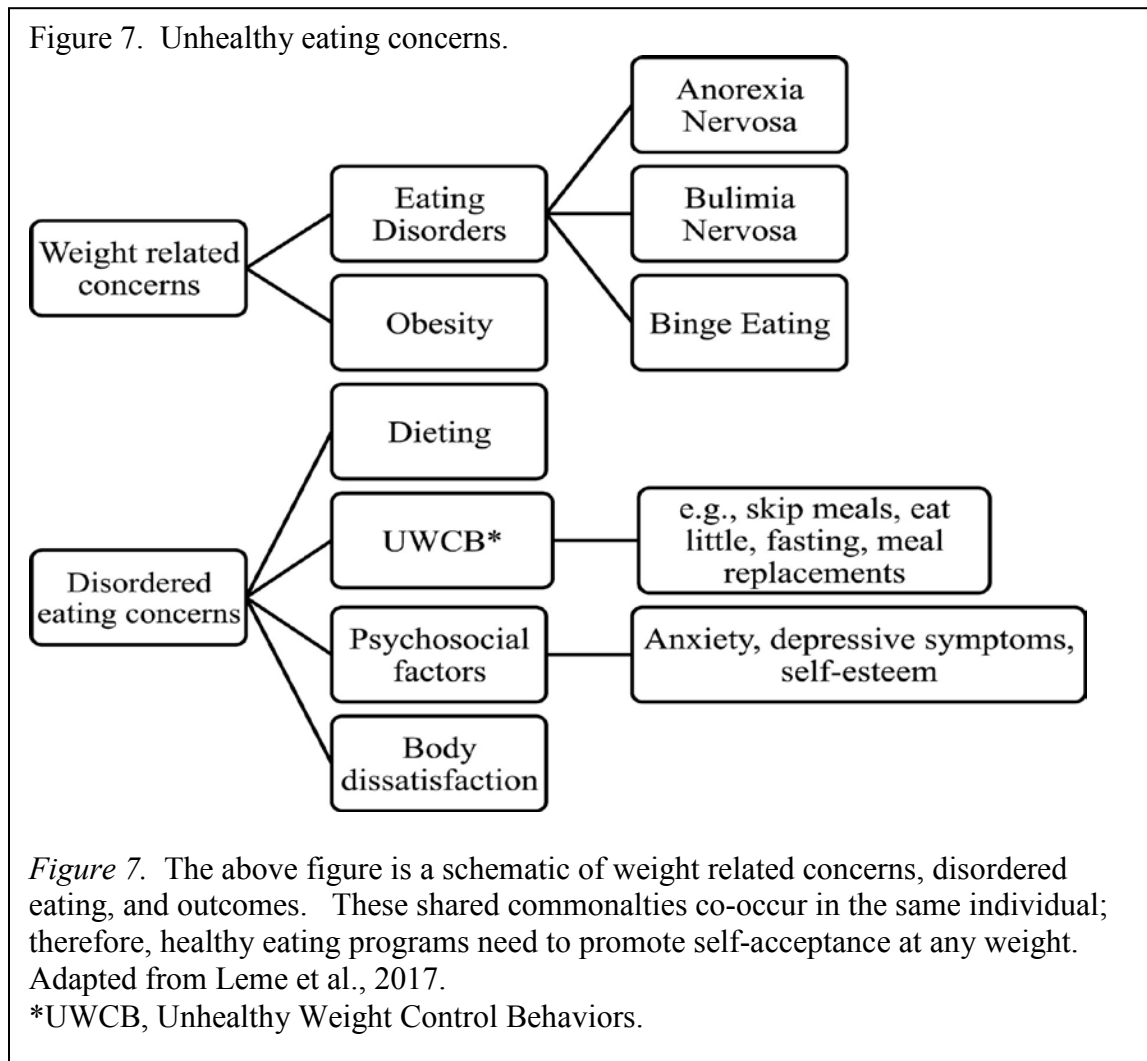 Figure 7.  Unhealthy eating concerns.
Weight related
concerns
Eating
Disorders
Obesity
Anorexia
Nervosa
Bulimia
Nervosa
Binge Eating
Disordered
eating concerns
Dieting
UWCB*
e.g., skip meals, eat
little, fasting, meal
replacements
Psychosocial
factors
Anxiety, depressive symptoms,
self-esteem
Body
dissatisfaction
Figure 7.  The above figure is a schematic of weight related concerns, disordered
eating, and outcomes.   These shared commonalties co-occur in the same individual;
therefore, healthy eating programs need to promote self-acceptance at any weight.
Adapted from Leme et al., 2017.
*UWCB, Unhealthy Weight Control Behaviors.